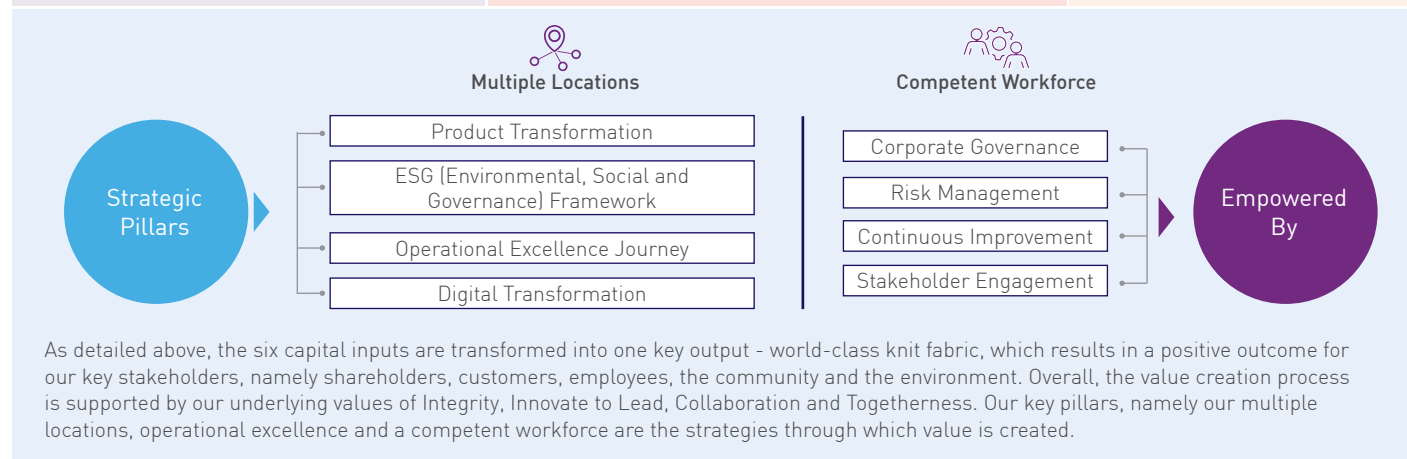 Multiple Locations
Competent Workforce
Strategic
Pillars
Product Transformation
ESG (Environmental, Social and
Governance) Framework
Operational Excellence Journey
Digital Transformation
Corporate Governance
Risk Management
Continuous Improvement
Stakeholder Engagement
Empowered
By
As detailed above, the six capital inputs are transformed into one key output - world-class knit fabric, which results in a positive outcome for
our key stakeholders, namely shareholders, customers, employees, the community and the environment. Overall, the value creation process
is supported by our underlying values of Integrity, Innovate to Lead, Collaboration and Togetherness. Our key pillars, namely our multiple
locations, operational excellence and a competent workforce are the strategies through which value is created.